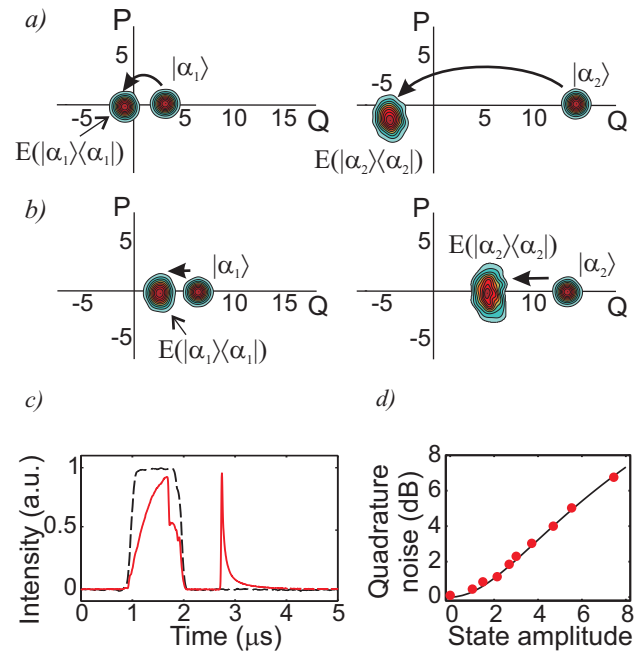 a)
P
P
5
5
|α₁⟩
|α₂⟩
-5
5
10
15
Q
-5
5
10
Q
E(|α₁⟩⟨α₁|)
E(|α₂⟩⟨α₂|)
b)
P
P
5
5
|α₁⟩
E(|α₂⟩⟨α₂|)
|α₂⟩
-5
5
10
15
Q
-5
5
10
Q
E(|α₁⟩⟨α₁|)
-5
-5
c)
d)
Intensity (a.u.)
1
0.5
0
0
1
2
3
4
5
Time (μs)
Quadrature
noise (dB)
8
6
4
2
0
0
2
4
6
8
State amplitude